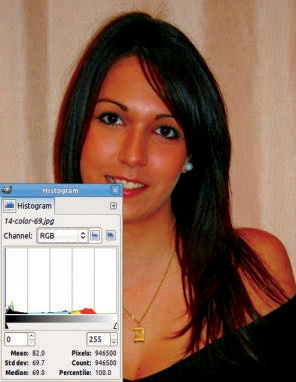 Histogram
Histogram
14-color-69.jpg
Channel: RGB
0 255
Mean: 82.0 Pixels: 946500
Std dev: 69.7 Count: 946500
Median: 69.0 Percentile: 100.0